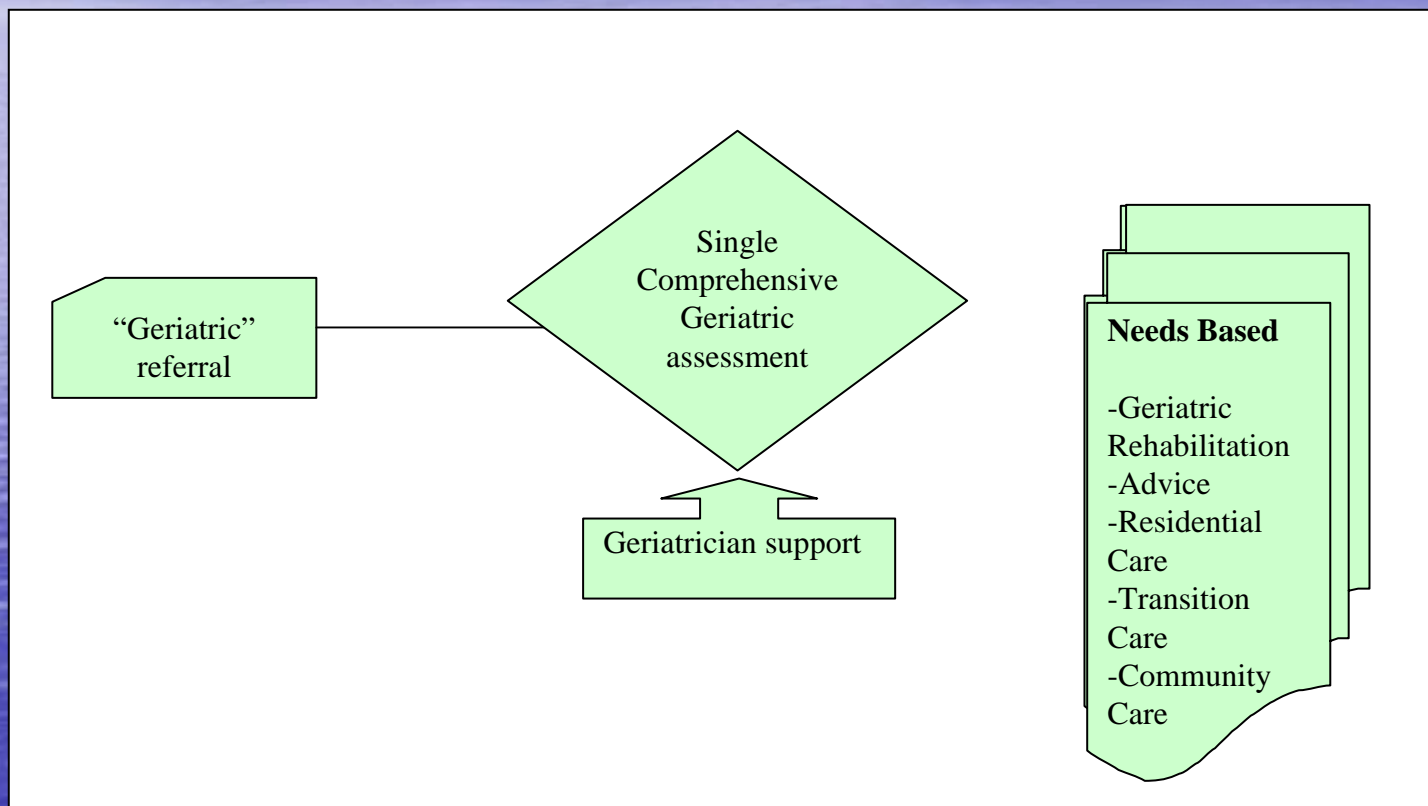 “Geriatric”
referral
Single
Comprehensive
Geriatric
assessment
Geriatrician support
Needs Based
-Geriatric
Rehabilitation
-Advice
-Residential
Care
-Transition
Care
-Community
Care